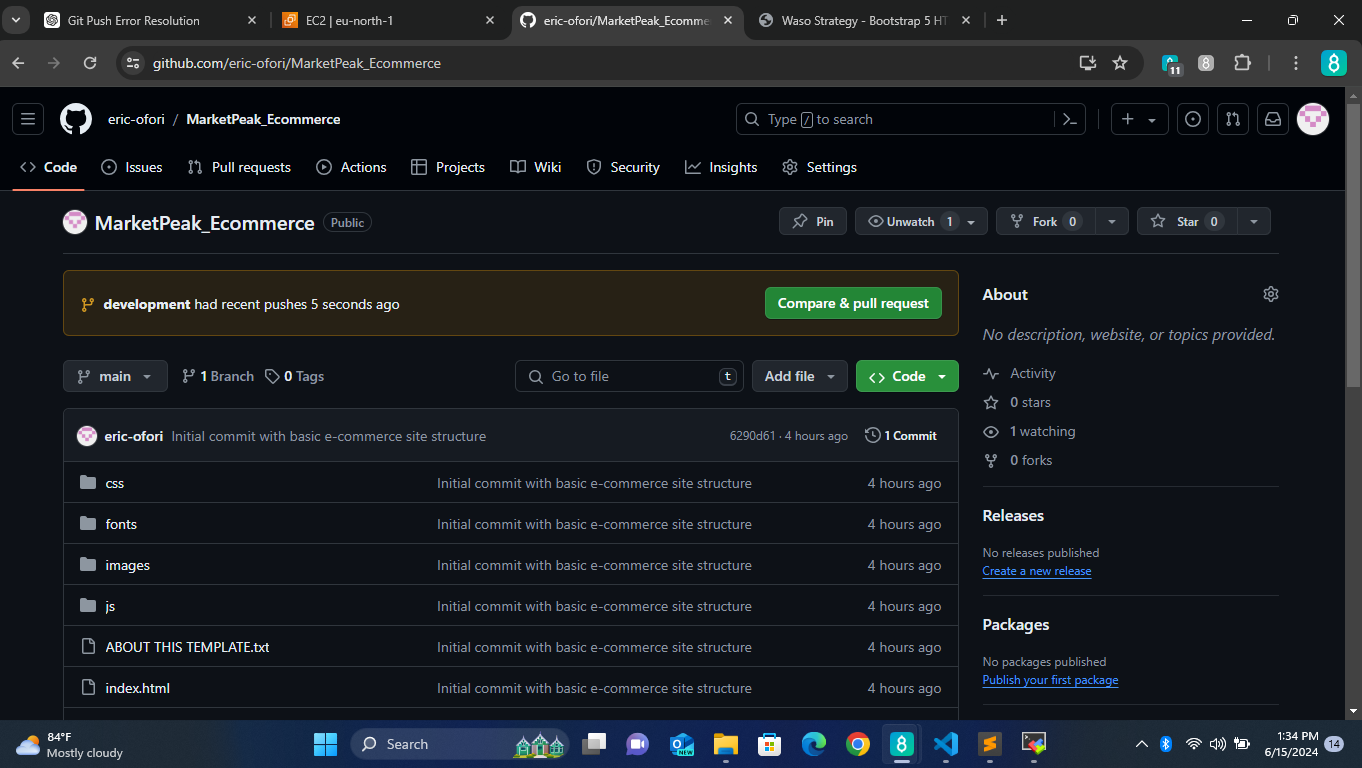 Git Push Error Resolution
EC2 | eu-north-1
eric-ofori/MarketPeak_Ecomme
Waso Strategy - Bootstrap 5 HT
github.com/eric-ofori/MarketPeak_Ecommerce
11
eric-ofori / MarketPeak_Ecommerce
Type / to search
Code
Issues
Pull requests
Actions
Projects
Wiki
Security
Insights
Settings
MarketPeak_Ecommerce
Public
Pin
Unwatch 1
Fork 0
Star 0
development had recent pushes 5 seconds ago
Compare & pull request
main
1 Branch
0 Tags
Go to file
t
Add file
Code
eric-ofori Initial commit with basic e-commerce site structure
6290d61 · 4 hours ago
1 Commit
css Initial commit with basic e-commerce site structure 4 hours ago
fonts Initial commit with basic e-commerce site structure 4 hours ago
images Initial commit with basic e-commerce site structure 4 hours ago
js Initial commit with basic e-commerce site structure 4 hours ago
ABOUT THIS TEMPLATE.txt Initial commit with basic e-commerce site structure 4 hours ago
index.html Initial commit with basic e-commerce site structure 4 hours ago
About
No description, website, or topics provided.
Activity
0 stars
1 watching
0 forks
Releases
No releases published
Create a new release
Packages
No packages published
Publish your first package
84°F
Mostly cloudy
Search
NEW
1:34 PM
6/15/2024
14